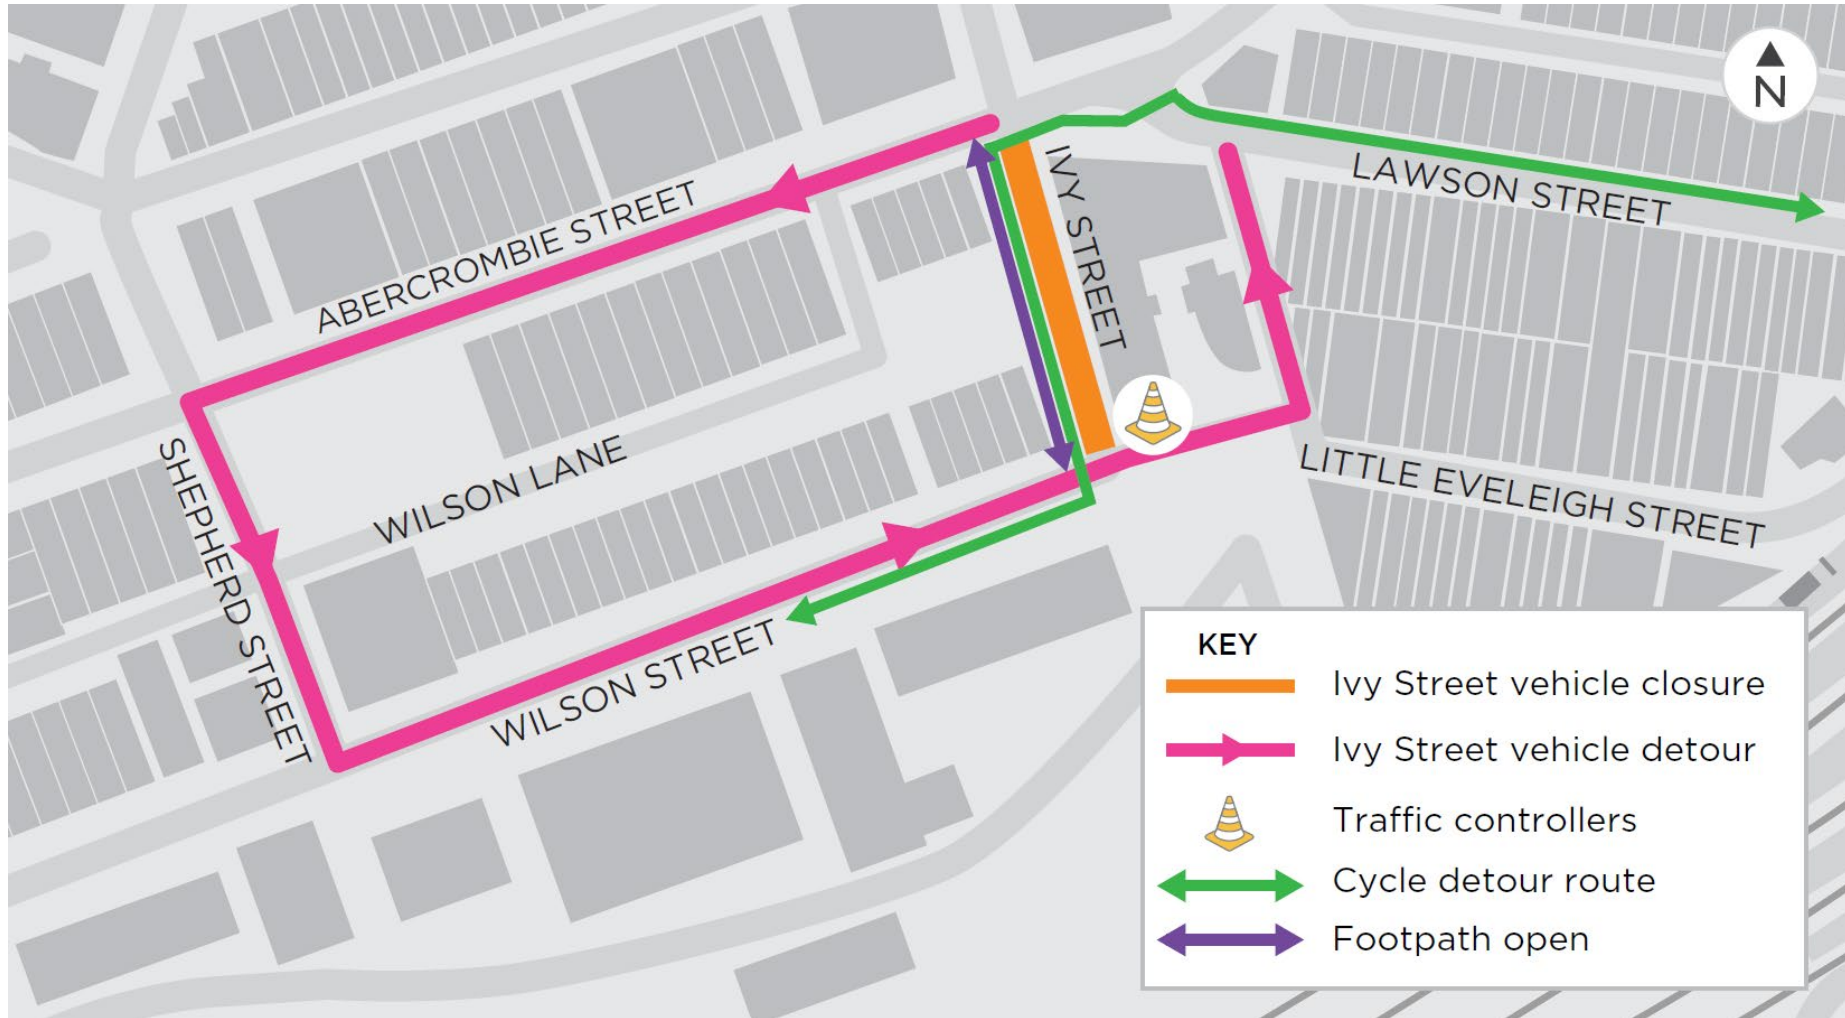 N
IVY STREET
LAWSON STREET
ABERCROMBIE STREET
WILSON LANE
SHEPHERD STREET
LITTLE EVELEIGH STREET
WILSON STREET
KEY
Ivy Street vehicle closure
Ivy Street vehicle detour
Traffic controllers
Cycle detour route
Footpath open